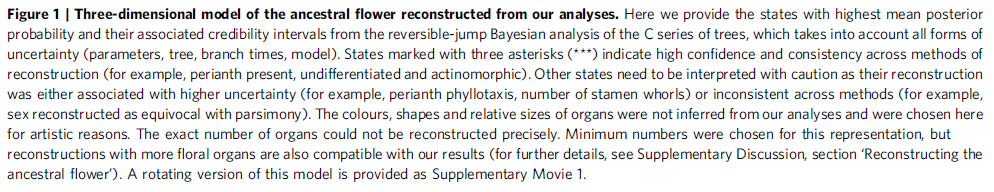 Figure 1 | Three-dimensional model of the ancestral flower reconstructed from our analyses. Here we provide the states with highest mean posterior
probability and their associated credibility intervals from the reversible-jump Bayesian analysis of the C series of trees, which takes into account all forms of
uncertainty (parameters, tree, branch times, model). States marked with three asterisks (***) indicate high confidence and consistency across methods of
reconstruction (for example, perianth present, undifferentiated and actinomorphic). Other states need to be interpreted with caution as their reconstruction
was either associated with higher uncertainty (for example, perianth phyllotaxis, number of stamen whorls) or inconsistent across methods (for example,
sex reconstructed as equivocal with parsimony). The colours, shapes and relative sizes of organs were not inferred from our analyses and were chosen here
for artistic reasons. The exact number of organs could not be reconstructed precisely. Minimum numbers were chosen for this representation, but
reconstructions with more floral organs are also compatible with our results (for further details, see Supplementary Discussion, section ‘Reconstructing the
ancestral flower’). A rotating version of this model is provided as Supplementary Movie 1.